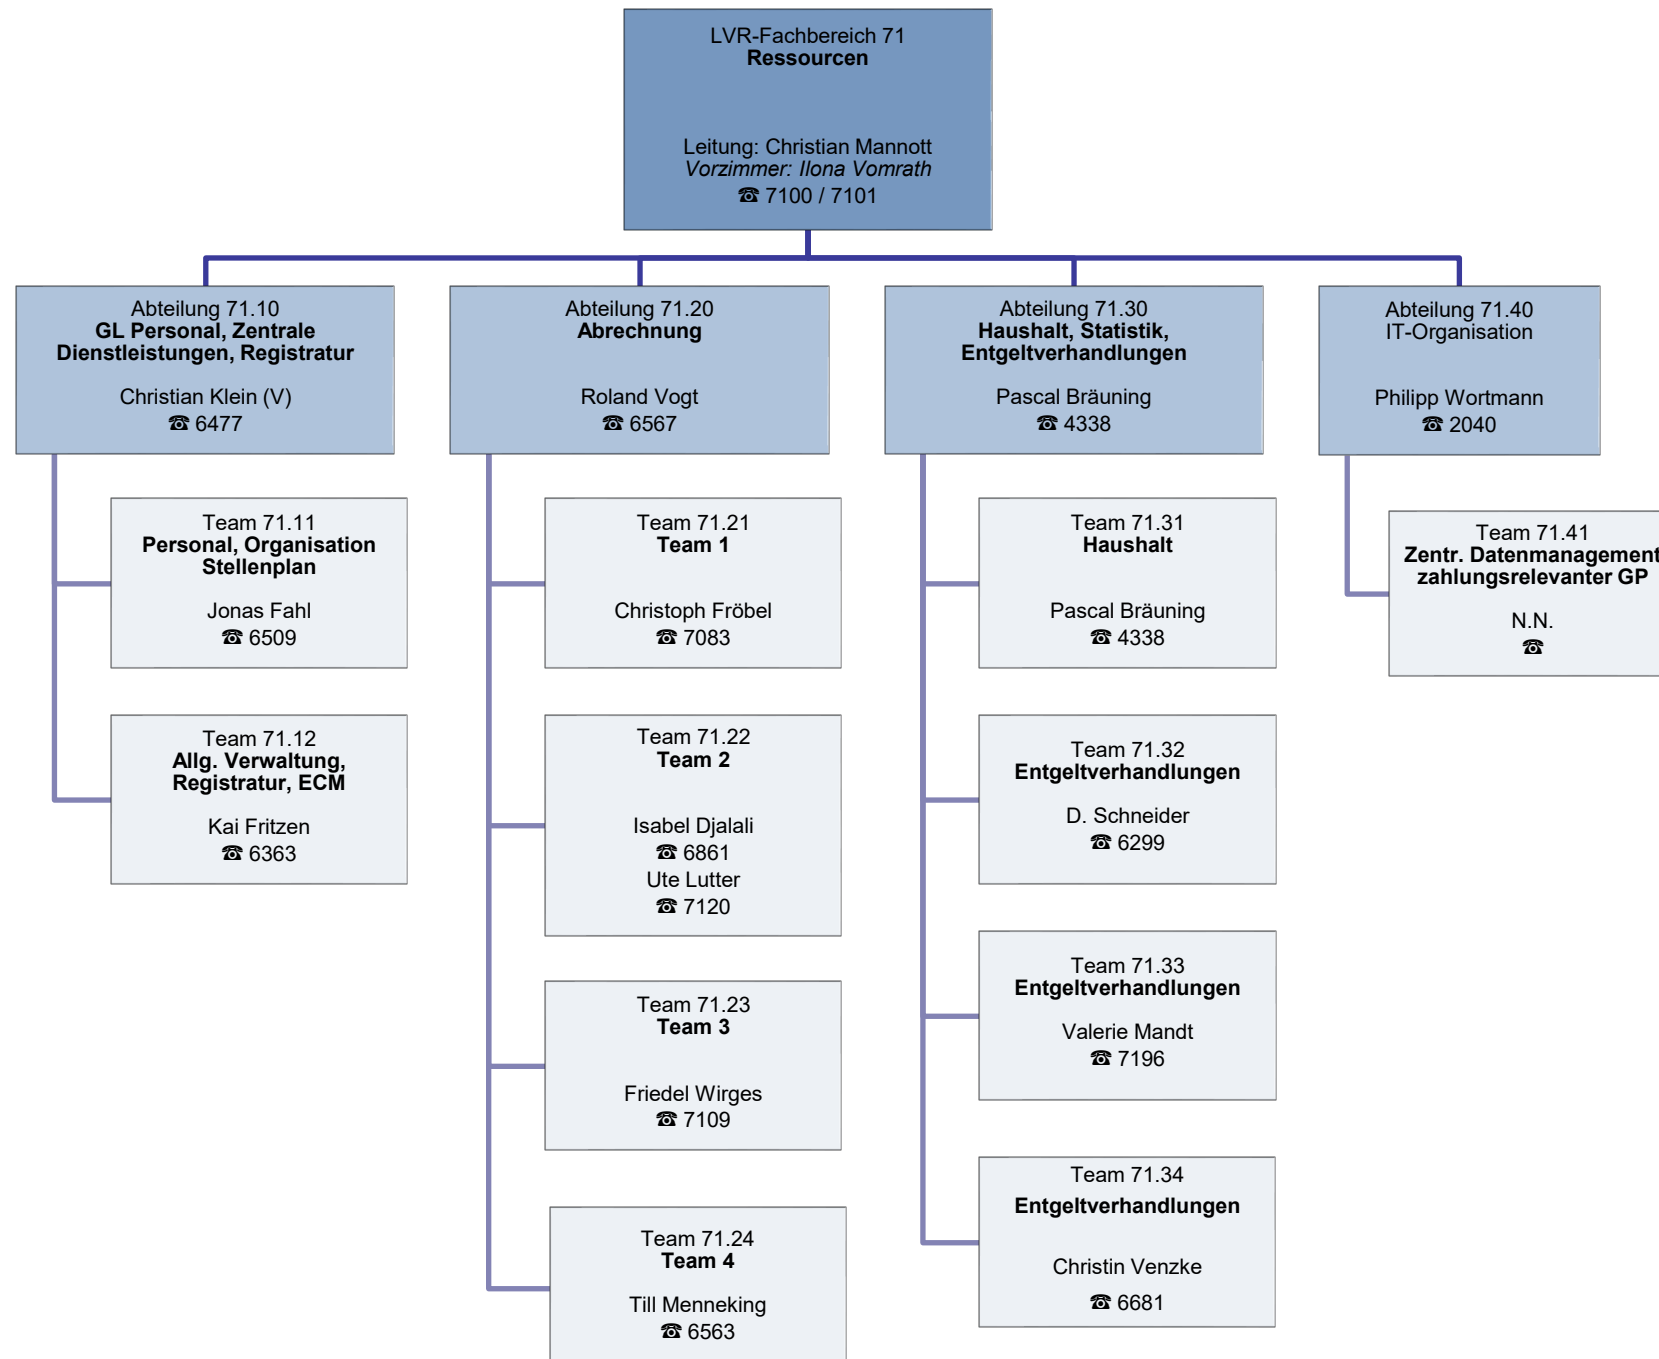 LVR-Fachbereich 71
Ressourcen
Leitung: Christian Mannott
Vorzimmer: Ilona Vomrath
☎ 7100 / 7101
Abteilung 71.10
GL Personal, Zentrale
Dienstleistungen, Registratur
Christian Klein (V)
☎ 6477
Abteilung 71.20
Abrechnung
Roland Vogt
☎ 6567
Abteilung 71.30
Haushalt, Statistik,
Entgeltverhandlungen
Pascal Bräuning
☎ 4338
Abteilung 71.40
IT-Organisation
Philipp Wortmann
☎ 2040
Team 71.11
Personal, Organisation
Stellenplan
Jonas Fahl
☎ 6509
Team 71.12
Allg. Verwaltung,
Registratur, ECM
Kai Fritzen
☎ 6363
Team 71.21
Team 1
Christoph Fröbel
☎ 7083
Team 71.22
Team 2
Isabel Djalali
☎ 6861
Ute Lutter
☎ 7120
Team 71.23
Team 3
Friedel Wirges
☎ 7109
Team 71.24
Team 4
Till Menneking
☎ 6563
Team 71.31
Haushalt
Pascal Bräuning
☎ 4338
Team 71.32
Entgeltverhandlungen
D. Schneider
☎ 6299
Team 71.33
Entgeltverhandlungen
Valerie Mandt
☎ 7196
Team 71.34
Entgeltverhandlungen
Christin Venzke
☎ 6681
Team 71.41
Zentr. Datenmanagement
zahlungsrelevanter GP
N.N.
☎